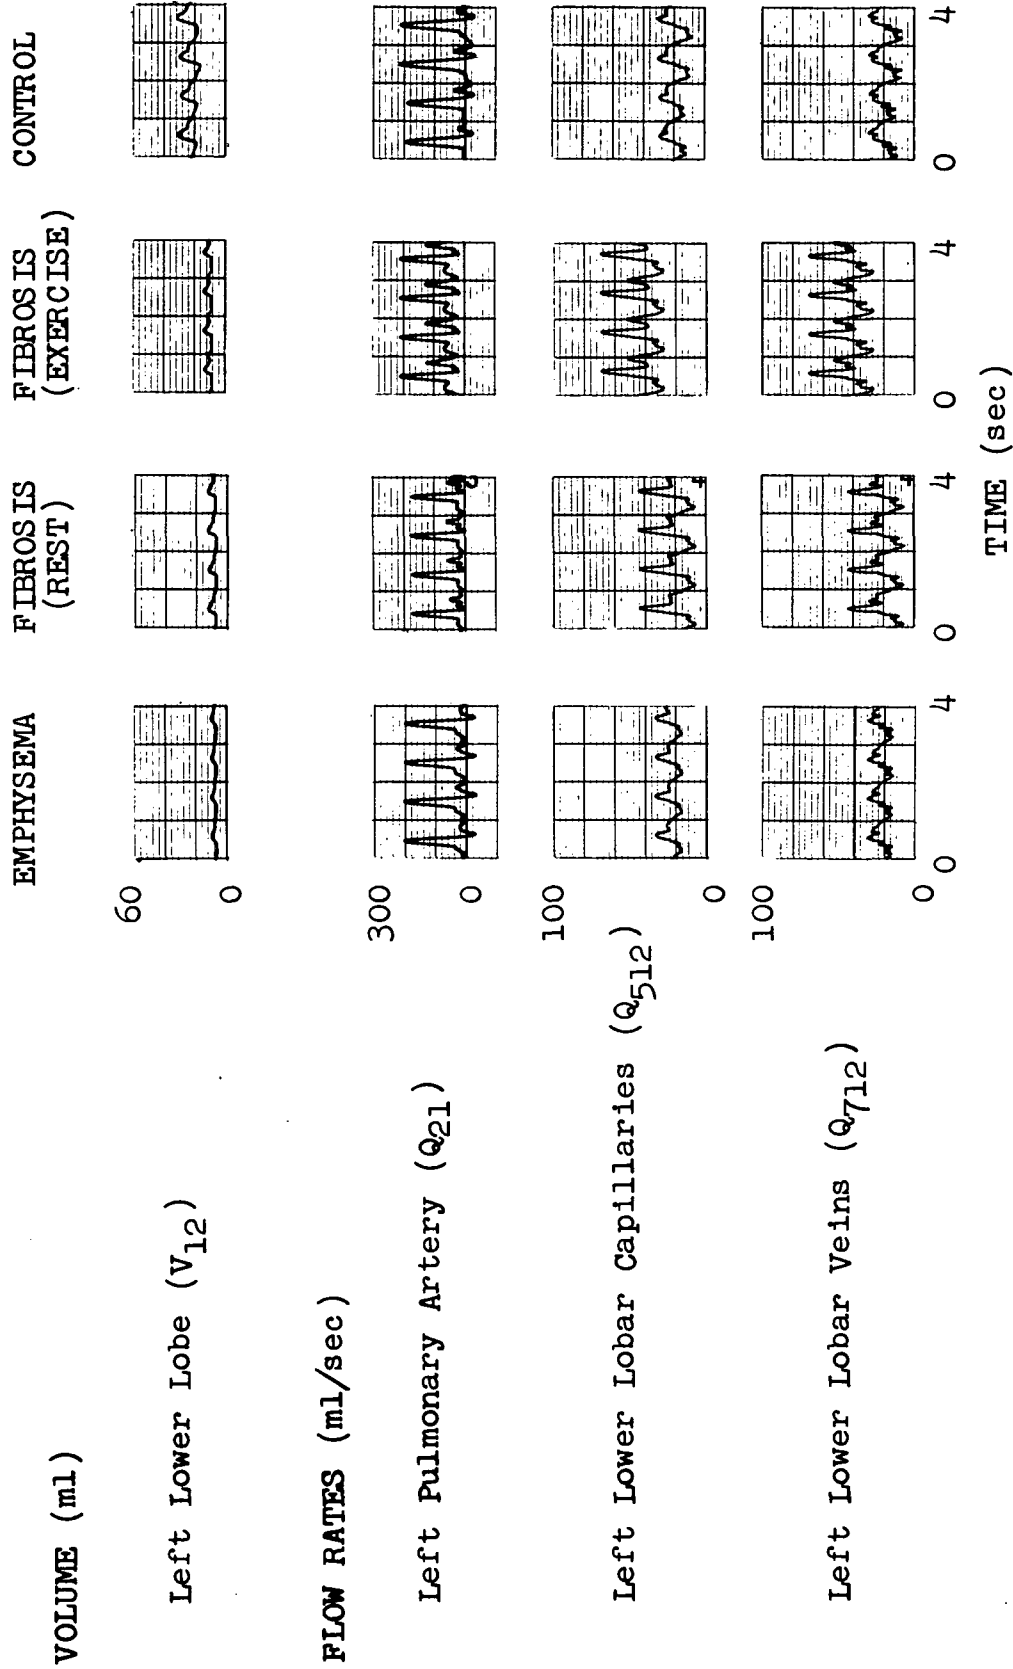 EMPHYSEMA FIBROSIS (REST) FIBROSIS (EXERCISE) CONTROL
VOLUME (ml)
60
Left Lower Lobe (V12)
0
FLOW RATES (ml/sec)
300
Left Pulmonary Artery (Q21)
0
100
Left Lower Lobar Capillaries (Q512)
0
100
Left Lower Lobar Veins (Q712)
0
0 4 0 4 0 4 0 4
TIME (sec)